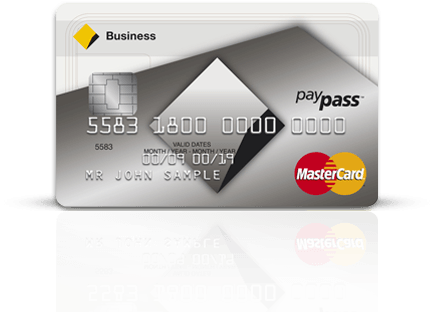 Business
paypass™
5583 1800 0000 0000
5583
VALID DATES
MONTH / YEAR - MONTH / YEAR
00/09 00/19
MR JOHN SAMPLE
MasterCard